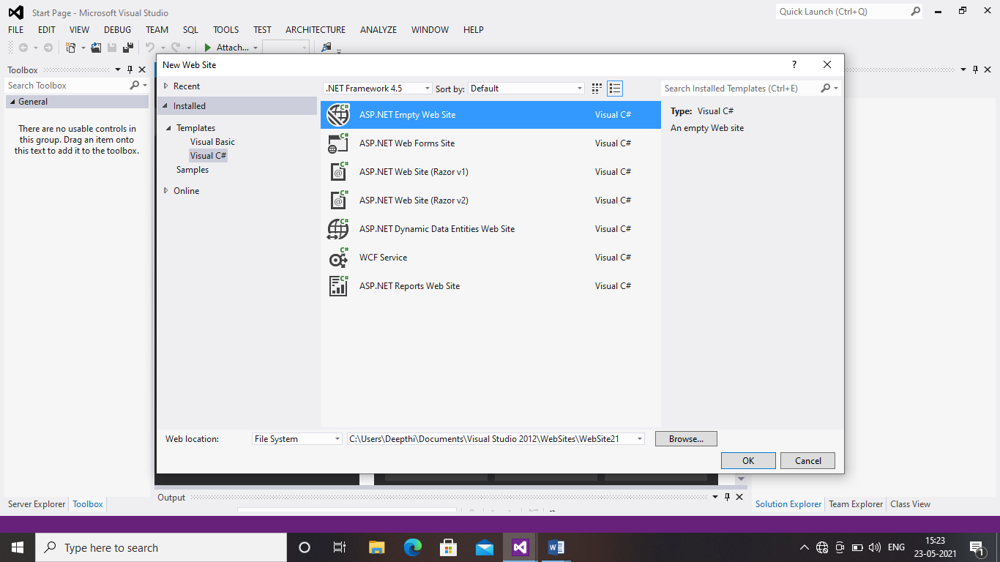 Start Page - Microsoft Visual Studio
Quick Launch (Ctrl+Q)
FILE EDIT VIEW DEBUG TEAM SQL TOOLS TEST ARCHITECTURE ANALYZE WINDOW HELP
Attach...
Toolbox
Search Toolbox
General
There are no usable controls in
this group. Drag an item onto
this text to add it to the toolbox.
New Web Site
?
Recent
Installed
Templates
Visual Basic
Visual C#
Samples
Online
.NET Framework 4.5 Sort by: Default
Search Installed Templates (Ctrl+E)
ASP.NET Empty Web Site Visual C#
ASP.NET Web Forms Site Visual C#
ASP.NET Web Site (Razor v1) Visual C#
ASP.NET Web Site (Razor v2) Visual C#
ASP.NET Dynamic Data Entities Web Site Visual C#
WCF Service Visual C#
ASP.NET Reports Web Site Visual C#
Type: Visual C#
An empty Web site
Web location: File System C:\Users\Deepthi\Documents\Visual Studio 2012\WebSites\WebSite21 Browse...
OK Cancel
Output
Server Explorer Toolbox
Solution Explorer Team Explorer Class View
Type here to search
ENG
15:23
23-05-2021
1